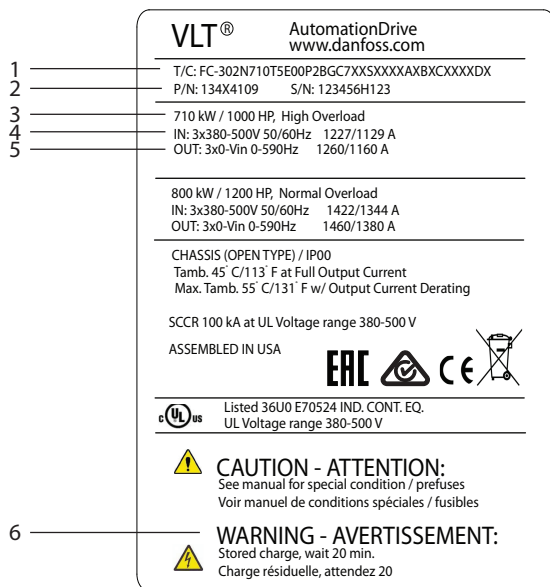 VLT® AutomationDrive
www.danfoss.com
1 T/C: FC-302N710T5E00P2BGC7XXSXXXXAXBXCXXXXDX
2 P/N: 134X4109 S/N: 123456H123
3 710 kW / 1000 HP, High Overload
4 IN: 3x380-500V 50/60Hz 1227/1129 A
5 OUT: 3x0-Vin 0-590Hz 1260/1160 A
800 kW / 1200 HP, Normal Overload
IN: 3x380-500V 50/60Hz 1422/1344 A
OUT: 3x0-Vin 0-590Hz 1460/1380 A
CHASSIS (OPEN TYPE) / IP00
Tamb. 45° C/113° F at Full Output Current
Max. Tamb. 55° C/131° F w/ Output Current Derating
SCCR 100 kA at UL Voltage range 380-500 V
ASSEMBLED IN USA
EAC CE
c UL us Listed 36U0 E70524 IND. CONT. EQ.
UL Voltage range 380-500 V
CAUTION - ATTENTION:
See manual for special condition / prefuses
Voir manuel de conditions spéciales / fusibles
6 WARNING - AVERTISSEMENT:
Stored charge, wait 20 min.
Charge résiduelle, attendez 20